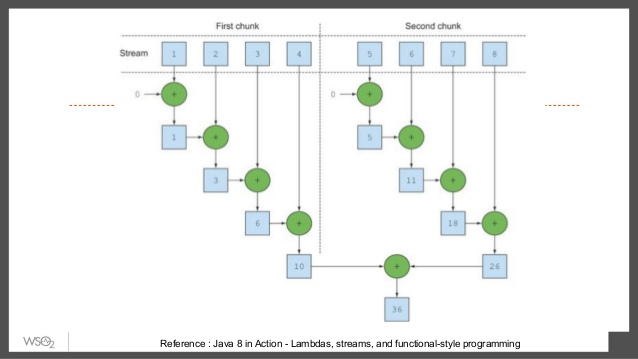 First chunk Second chunk
Stream 1 2 3 4 5 6 7 8
0 + 0 +
1 + 5 +
3 + 11 +
6 + 18 +
10 + 26
36
WSO2
Reference : Java 8 in Action - Lambdas, streams, and functional-style programming